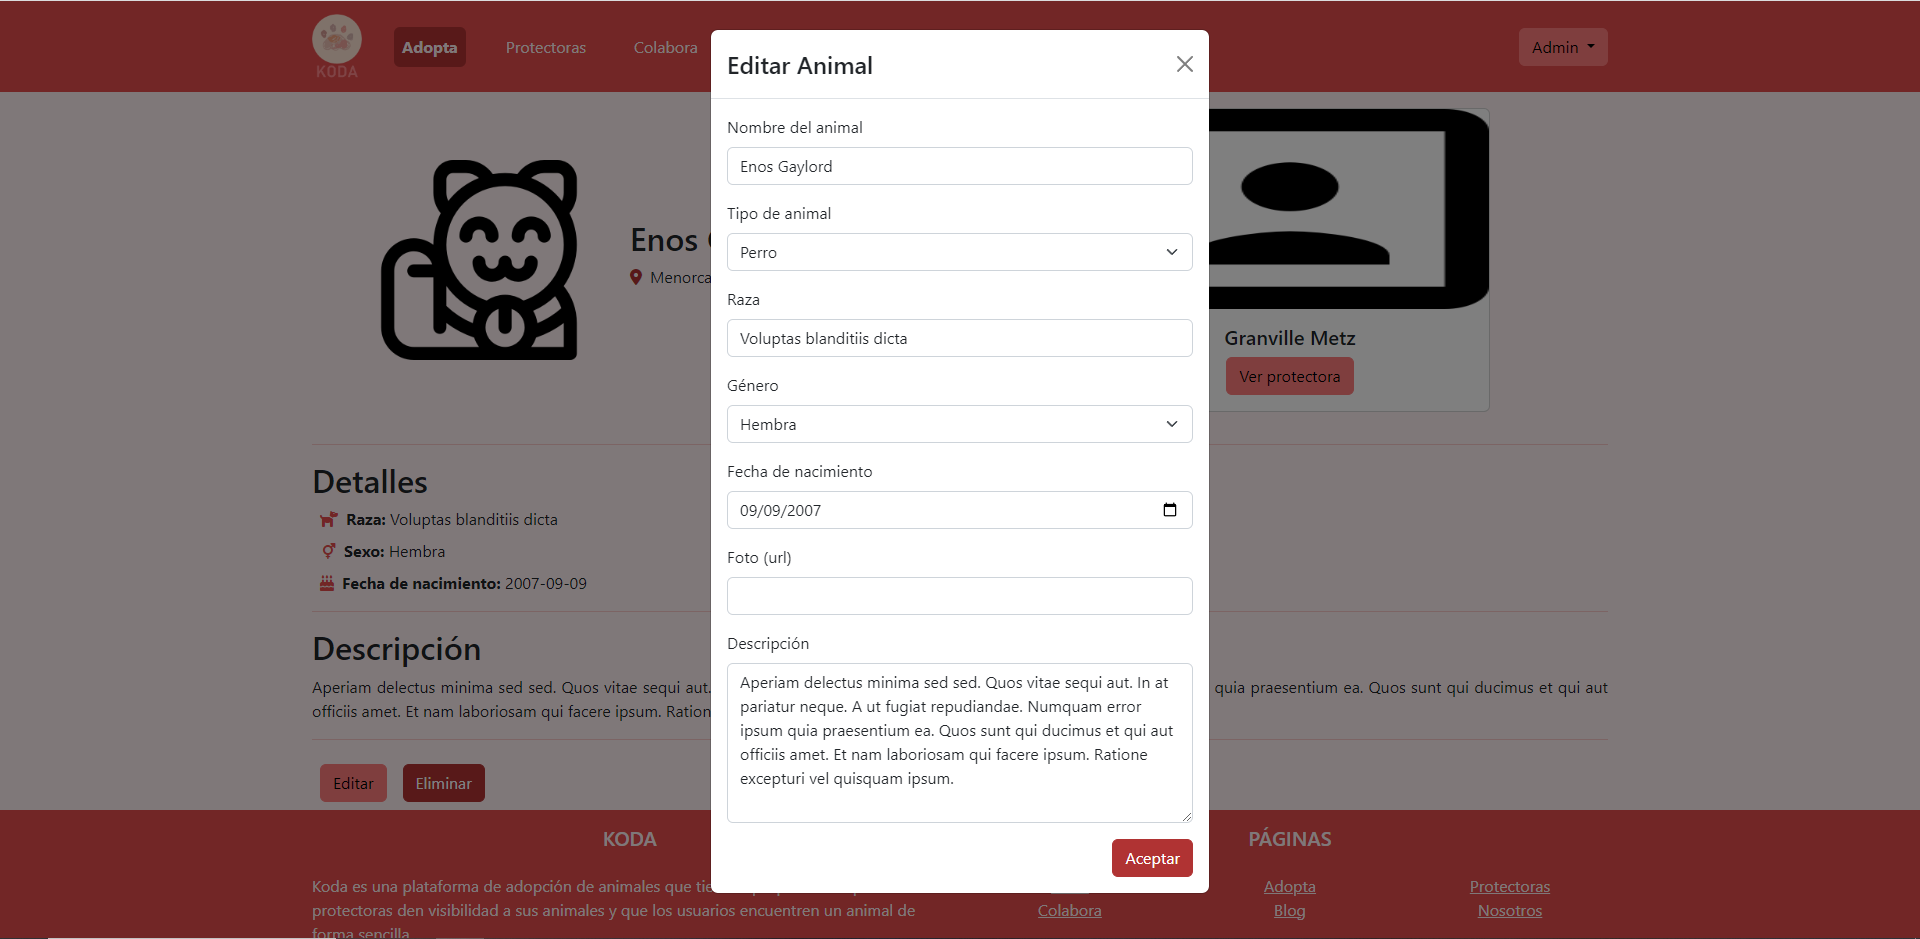 KODA
Adopta
Protectoras
Colabora
Admin
Editar Animal
Nombre del animal
Enos Gaylord
Tipo de animal
Perro
Raza
Voluptas blanditiis dicta
Género
Hembra
Fecha de nacimiento
09/09/2007
Foto (url)
Descripción
Aperiam delectus minima sed sed. Quos vitae sequi aut. In at
pariatur neque. A ut fugiat repudiandae. Numquam error
ipsum quia praesentium ea. Quos sunt qui ducimus et qui aut
officiis amet. Et nam laboriosam qui facere ipsum. Ratione
excepturi vel quisquam ipsum.
Aceptar
Enos
Menorca
Granville Metz
Ver protectora
Detalles
Raza: Voluptas blanditiis dicta
Sexo: Hembra
Fecha de nacimiento: 2007-09-09
Descripción
Aperiam delectus minima sed sed. Quos vitae sequi aut. quia praesentium ea. Quos sunt qui ducimus et qui aut
officiis amet. Et nam laboriosam qui facere ipsum.
Editar
Eliminar
KODA
Koda es una plataforma de adopción de animales que
protectoras den visibilidad a sus animales y que los usuarios encuentren un animal de
forma sencilla
PÁGINAS
Adopta
Protectoras
Colabora
Blog
Nosotros